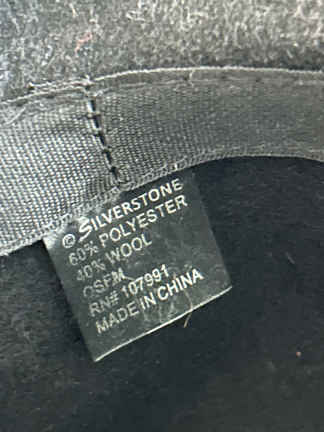 © SILVERSTONE
60% POLYESTER
40% WOOL
OSFM
RN# 107991
MADE IN CHINA